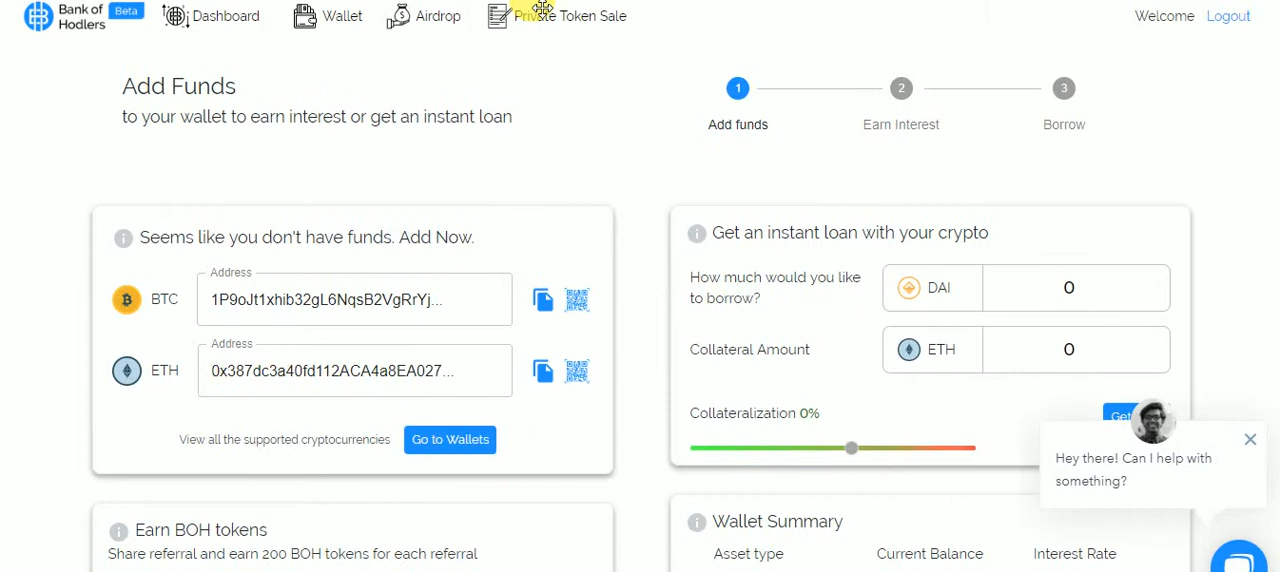 Bank of Hodlers Beta Dashboard Wallet Airdrop Private Token Sale Welcome Logout
Add Funds
to your wallet to earn interest or get an instant loan
1 2 3
Add funds Earn Interest Borrow
Seems like you don't have funds. Add Now.
Address
BTC 1P9oJt1xhib32gL6NqsB2VgRrYj...
Address
ETH 0x387dc3a40fd112ACA4a8EA027...
View all the supported cryptocurrencies Go to Wallets
Get an instant loan with your crypto
How much would you like
to borrow?
DAI 0
Collateral Amount ETH 0
Collateralization 0%
Get
Hey there! Can I help with
something?
Earn BOH tokens
Share referral and earn 200 BOH tokens for each referral
Wallet Summary
Asset type Current Balance Interest Rate